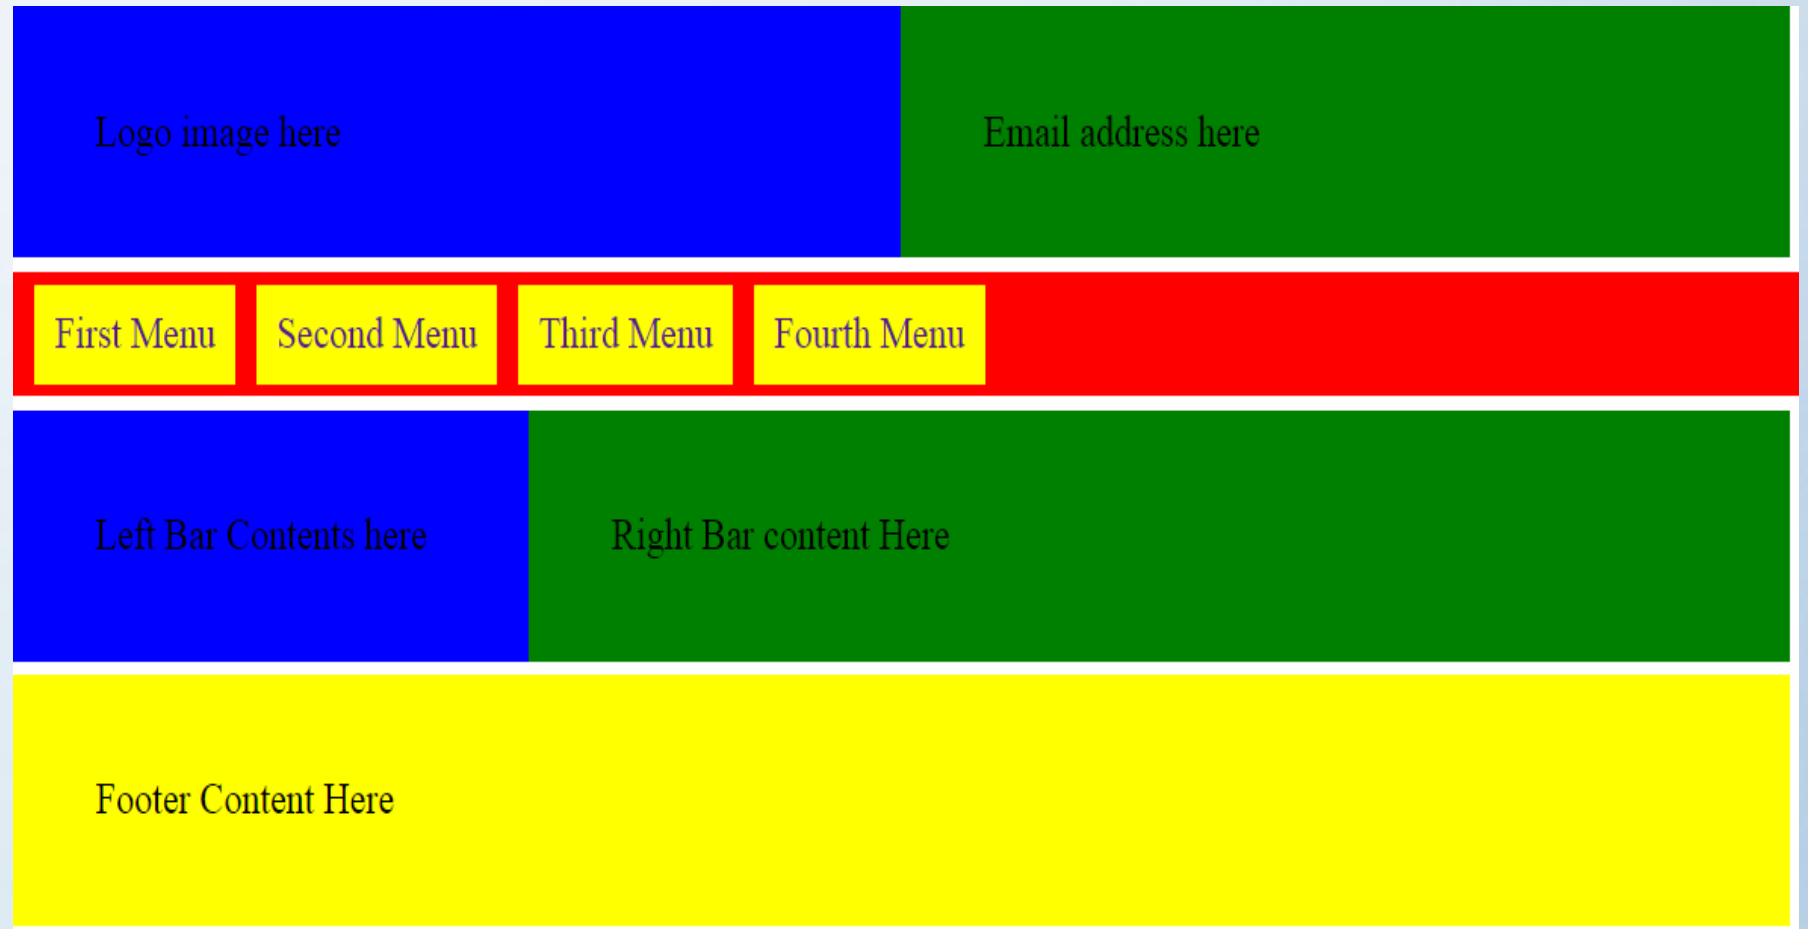 Logo image here
Email address here
First Menu
Second Menu
Third Menu
Fourth Menu
Left Bar Contents here
Right Bar content Here
Footer Content Here